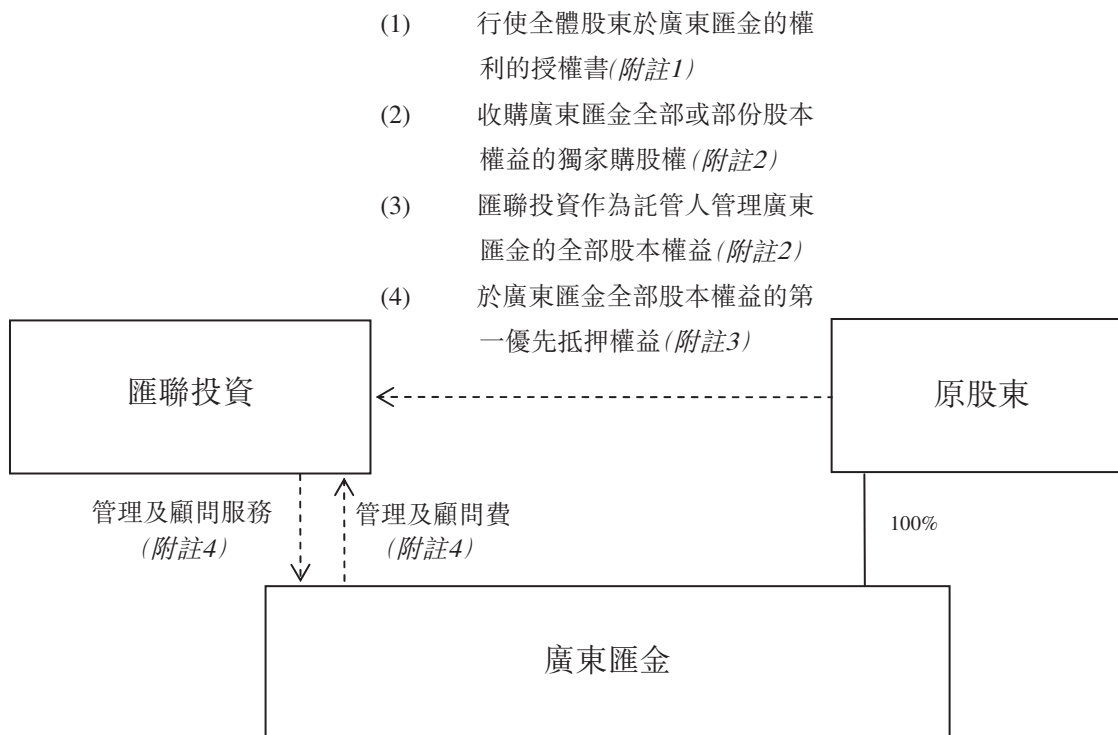 (1) 行使全體股東於廣東匯金的權
利的授權書(附註1)
(2) 收購廣東匯金全部或部份股本
權益的獨家購股權(附註2)
(3) 匯聯投資作為託管人管理廣東
匯金的全部股本權益(附註2)
(4) 於廣東匯金全部股本權益的第
一優先抵押權益(附註3)
匯聯投資
原股東
管理及顧問服務
(附註4)
管理及顧問費
(附註4)
100%
廣東匯金